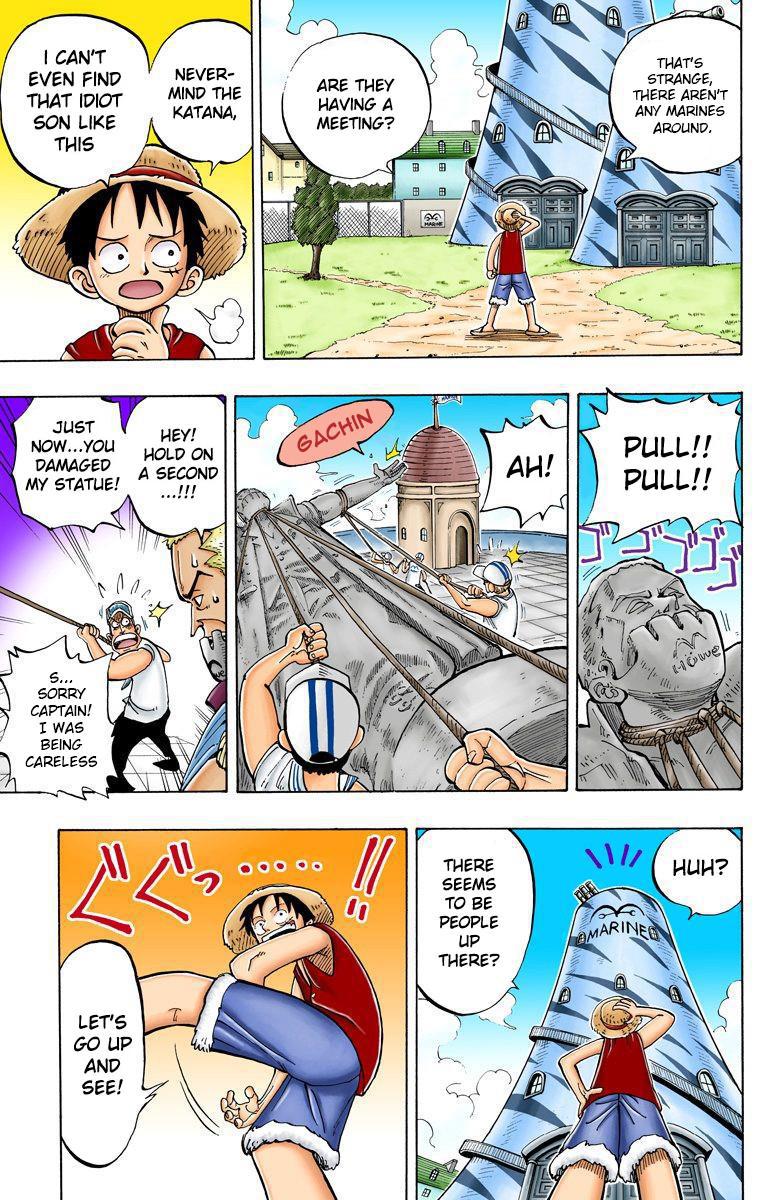 THAT'S
STRANGE,
THERE AREN'T
ANY MARINES
AROUND.
ARE THEY
HAVING A
MEETING?
MARINE
NEVER-
MIND THE
KATANA,
I CAN'T
EVEN FIND
THAT IDIOT
SON LIKE
THIS
PULL!!
PULL!!
ゴゴゴゴゴ
AH!
GACHIN
HEY!
HOLD ON
A SECOND
...!!!
JUST
NOW...YOU
DAMAGED
MY STATUE!
S...
SORRY
CAPTAIN!
I WAS
BEING
CARELESS
HUH?
THERE
SEEMS
TO BE
PEOPLE
UP
THERE?
MARINE
ぐぐっ・・・・・!!
LET'S
GO UP
AND
SEE!